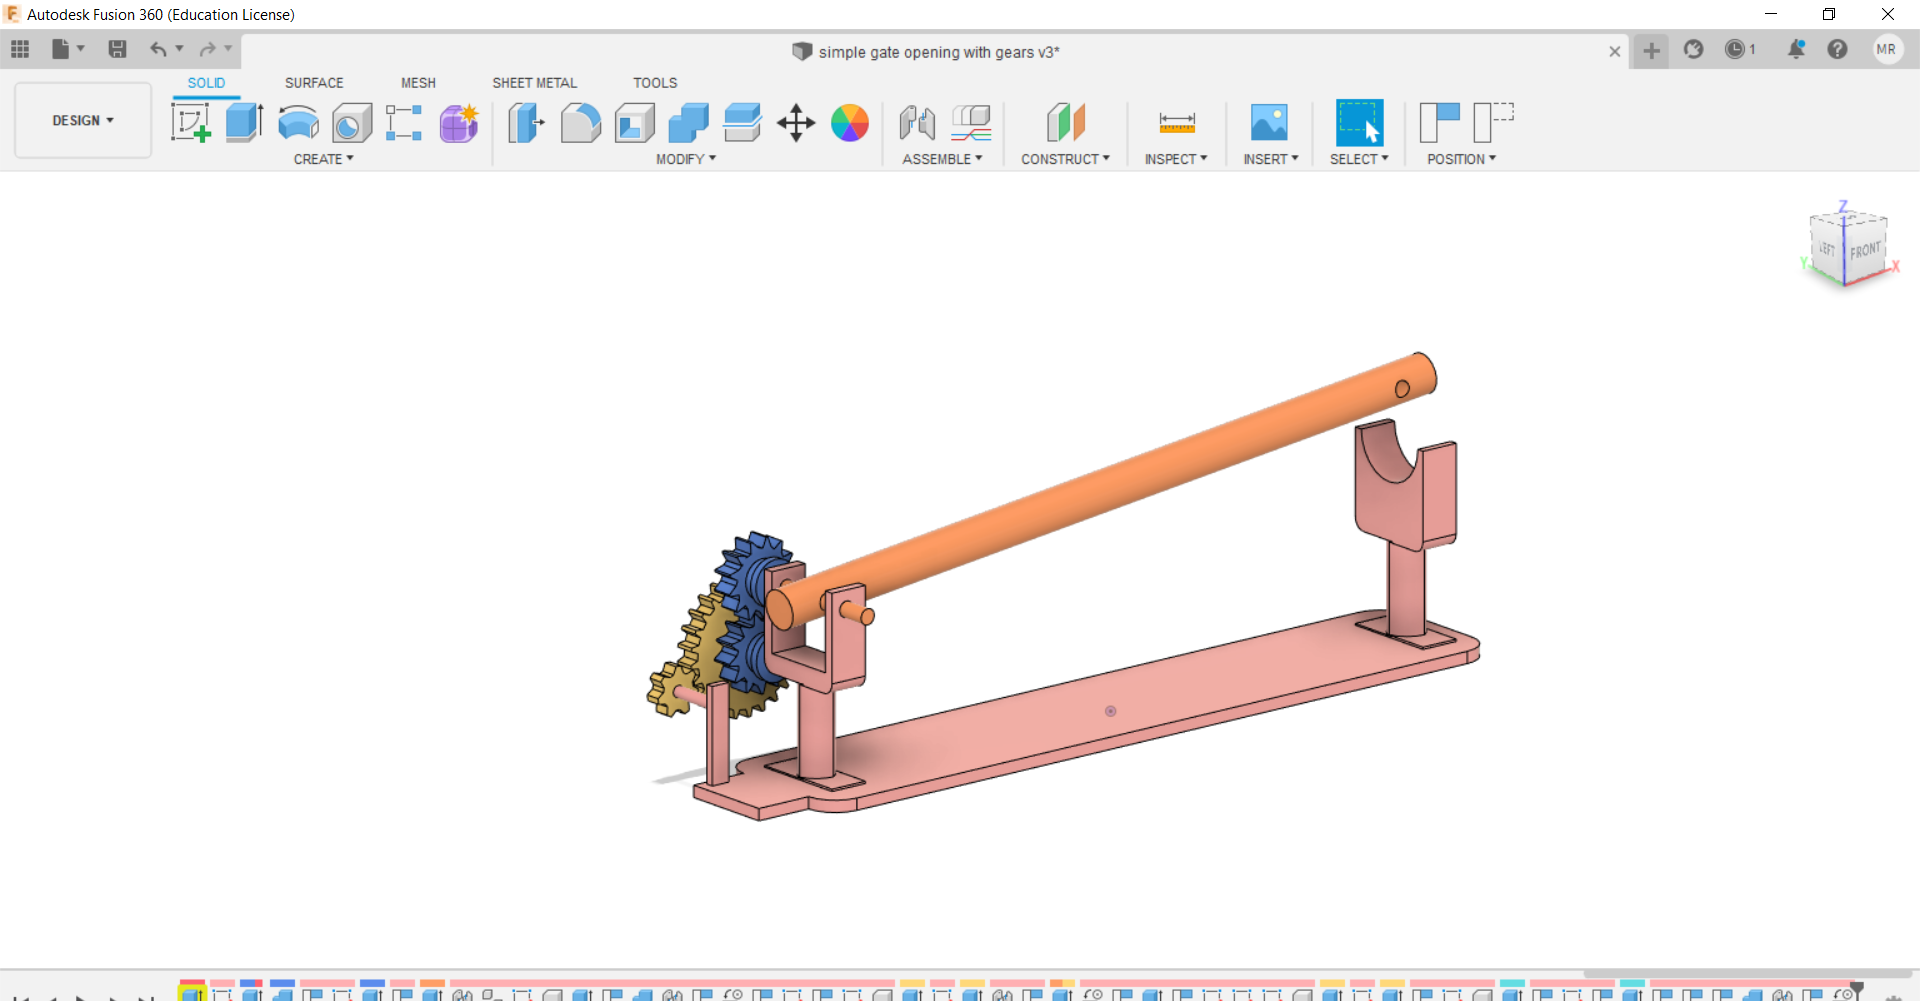 Autodesk Fusion 360 (Education License)
simple gate opening with gears v3*
1
MR
SOLID
SURFACE
MESH
SHEET METAL
TOOLS
DESIGN
CREATE
MODIFY
ASSEMBLE
CONSTRUCT
INSPECT
INSERT
SELECT
POSITION
Z
LEFT
FRONT
Y
X